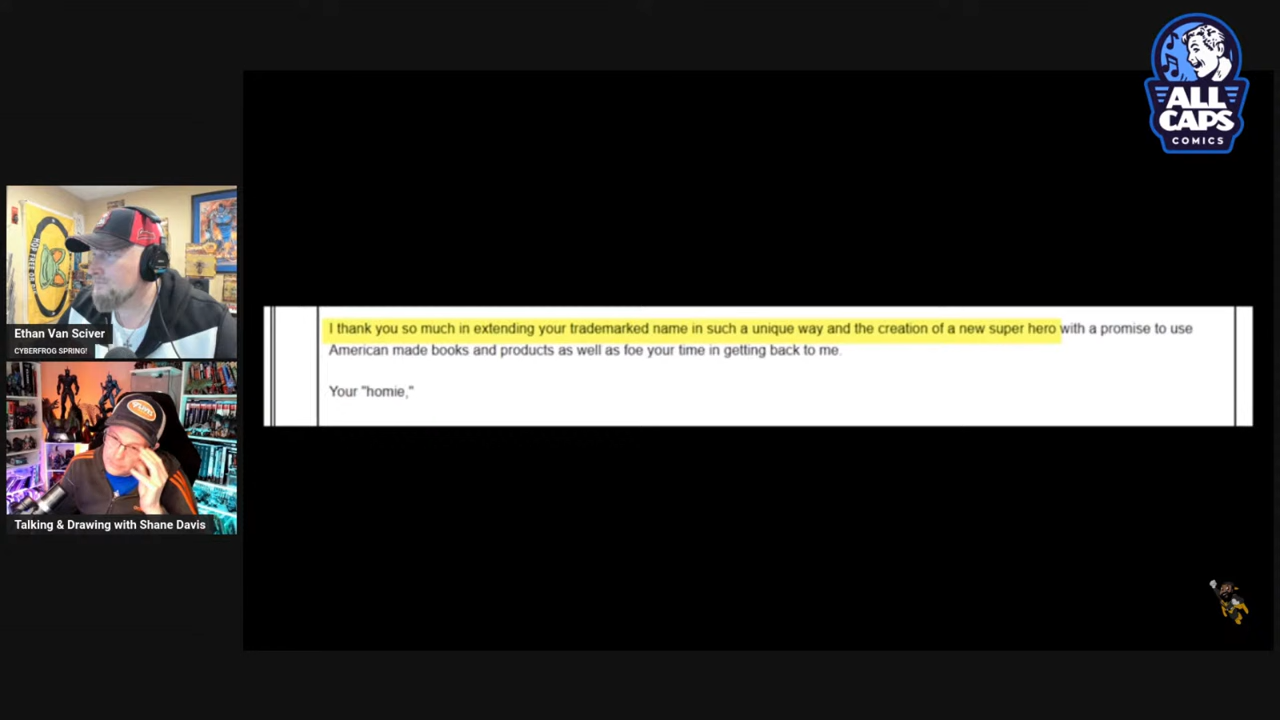 ALL
CAPS
COMICS
Ethan Van Sciver
CYBERFROG SPRING!
Talking & Drawing with Shane Davis
I thank you so much in extending your trademarked name in such a unique way and the creation of a new super hero with a promise to use
American made books and products as well as foe your time in getting back to me.
Your "homie,"